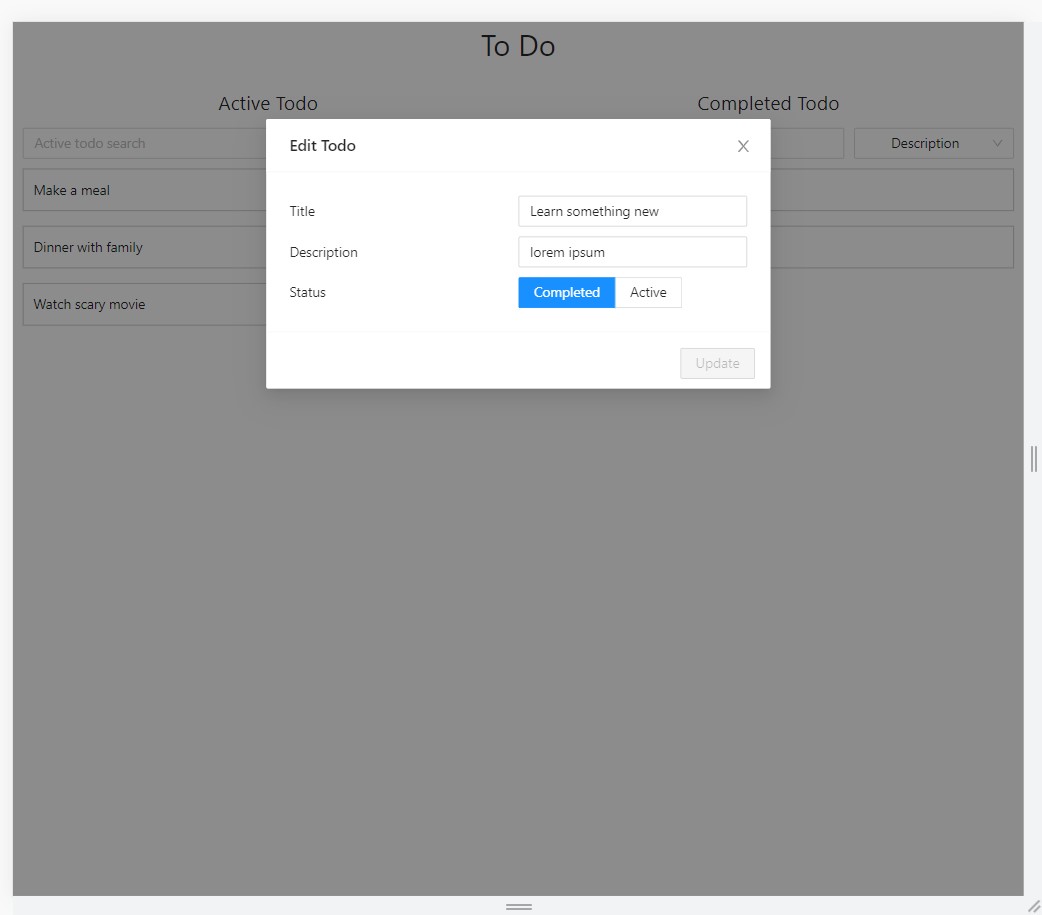 To Do
Active Todo
Completed Todo
Active todo search
Description
Make a meal
Dinner with family
Watch scary movie
Edit Todo
Title
Learn something new
Description
lorem ipsum
Status
Completed
Active
Update